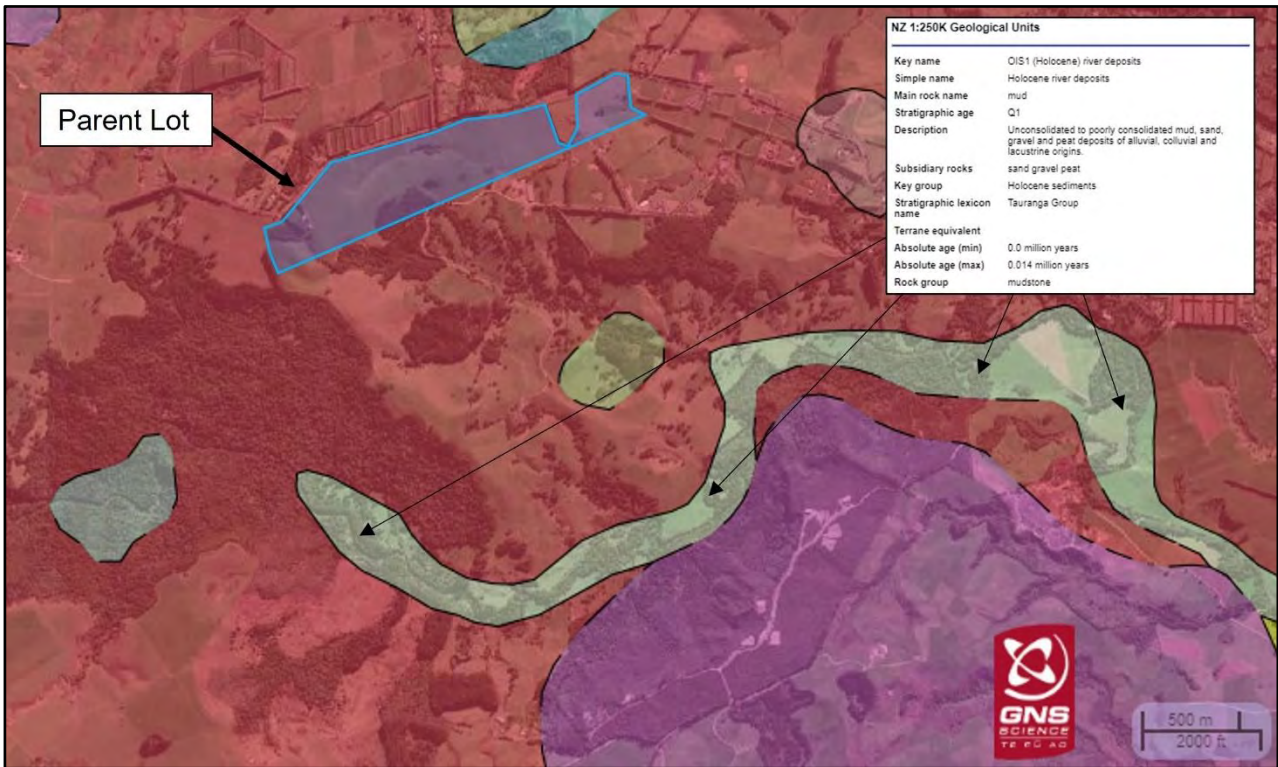 NZ 1:250K Geological Units
Key name OIS1 (Holocene) river deposits
Simple name Holocene river deposits
Main rock name mud
Stratigraphic age Q1
Description Unconsolidated to poorly consolidated mud, sand,
gravel and peat deposits of alluvial, colluvial and
lacustrine origins.
Subsidiary rocks sand gravel peat
Key group Holocene sediments
Stratigraphic lexicon
name Tauranga Group
Terrane equivalent
Absolute age (min) 0.0 million years
Absolute age (max) 0.014 million years
Rock group mudstone
Parent Lot
GNS
SCIENCE
TE PŪ AO
500 m
2000 ft